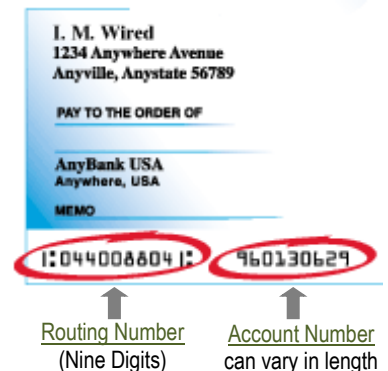 I. M. Wired
1234 Anywhere Avenue
Anyville, Anystate 56789
PAY TO THE ORDER OF
AnyBank USA
Anywhere, USA
MEMO
⑆044008804⑆ 960130629
Routing Number Account Number
(Nine Digits) can vary in length